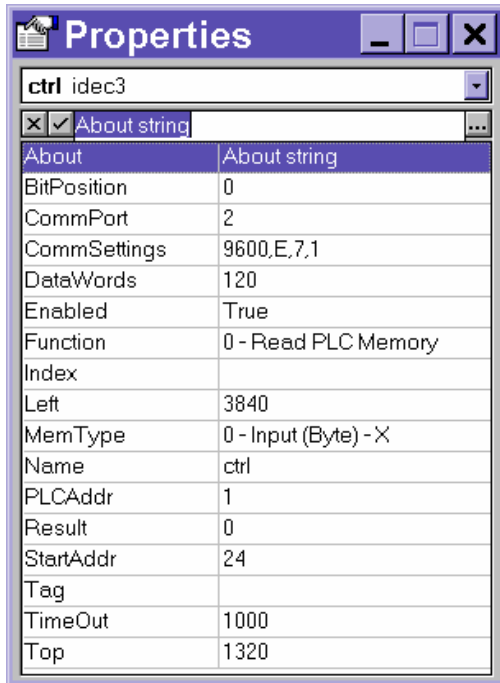 Properties
ctrl idec3
About string
About About string
BitPosition 0
CommPort 2
CommSettings 9600,E,7,1
DataWords 120
Enabled True
Function 0 - Read PLC Memory
Index
Left 3840
MemType 0 - Input (Byte) - X
Name ctrl
PLCAddr 1
Result 0
StartAddr 24
Tag
TimeOut 1000
Top 1320